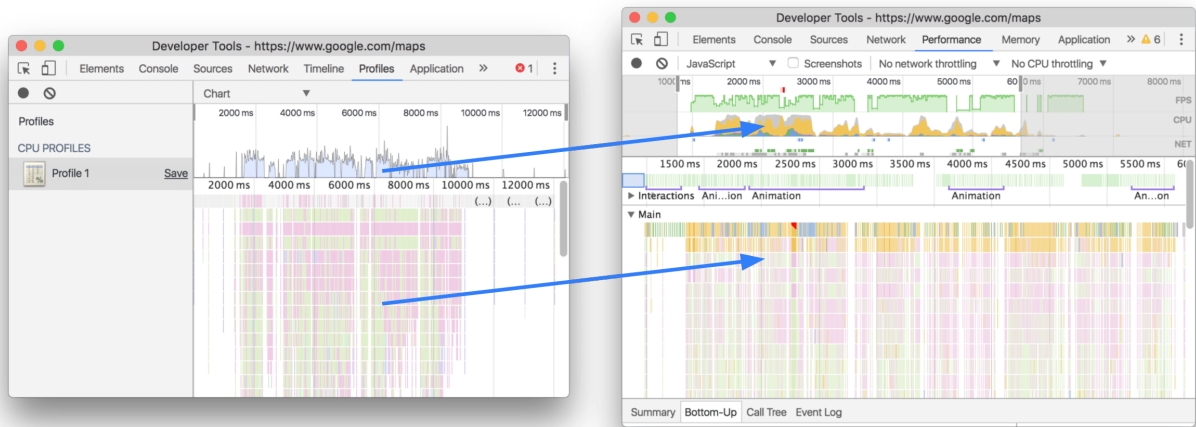 Developer Tools - https://www.google.com/maps
Elements Console Sources Network Timeline Profiles Application » 1
Chart ▼
Profiles
CPU PROFILES
Profile 1 Save
2000 ms 4000 ms 6000 ms 8000 ms 10000 ms 12000 ms
2000 ms 4000 ms 6000 ms 8000 ms 10000 ms 12000 ms
(...) (... (...)
Developer Tools - https://www.google.com/maps
Elements Console Sources Network Performance Memory Application » 6
JavaScript ▼ Screenshots No network throttling ▼ No CPU throttling ▼
2000 ms 3000 ms 4000 ms 5000 ms 60 0 ms 7000 ms 8000 ms
FPS
CPU
NET
1500 ms 2000 ms 2500 ms 3000 ms 3500 ms 4000 ms 4500 ms 5000 ms
Interactions Ani...ion Animation Animation An...on
Main
Summary Bottom-Up Call Tree Event Log